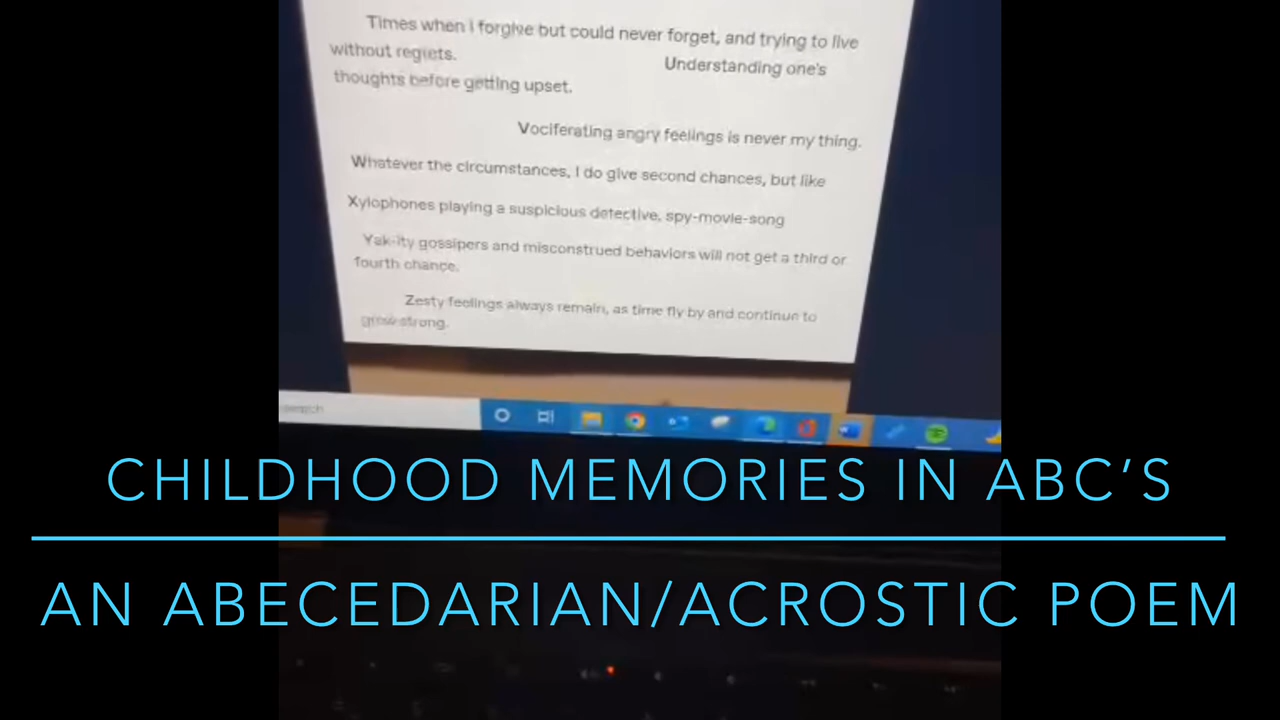 Times when I forgive but could never forget, and trying to live
without regrets.
Understanding one's
thoughts before getting upset.
Vociferating angry feelings is never my thing.
Whatever the circumstances, I do give second chances, but like
Xylophones playing a suspicious detective, spy-movie-song
Yak-ity gossipers and misconstrued behaviors will not get a third or
fourth chance.
Zesty feelings always remain, as time fly by and continue to
grow strong.
search
CHILDHOOD MEMORIES IN ABC’S
AN ABECEDARIAN/ACROSTIC POEM